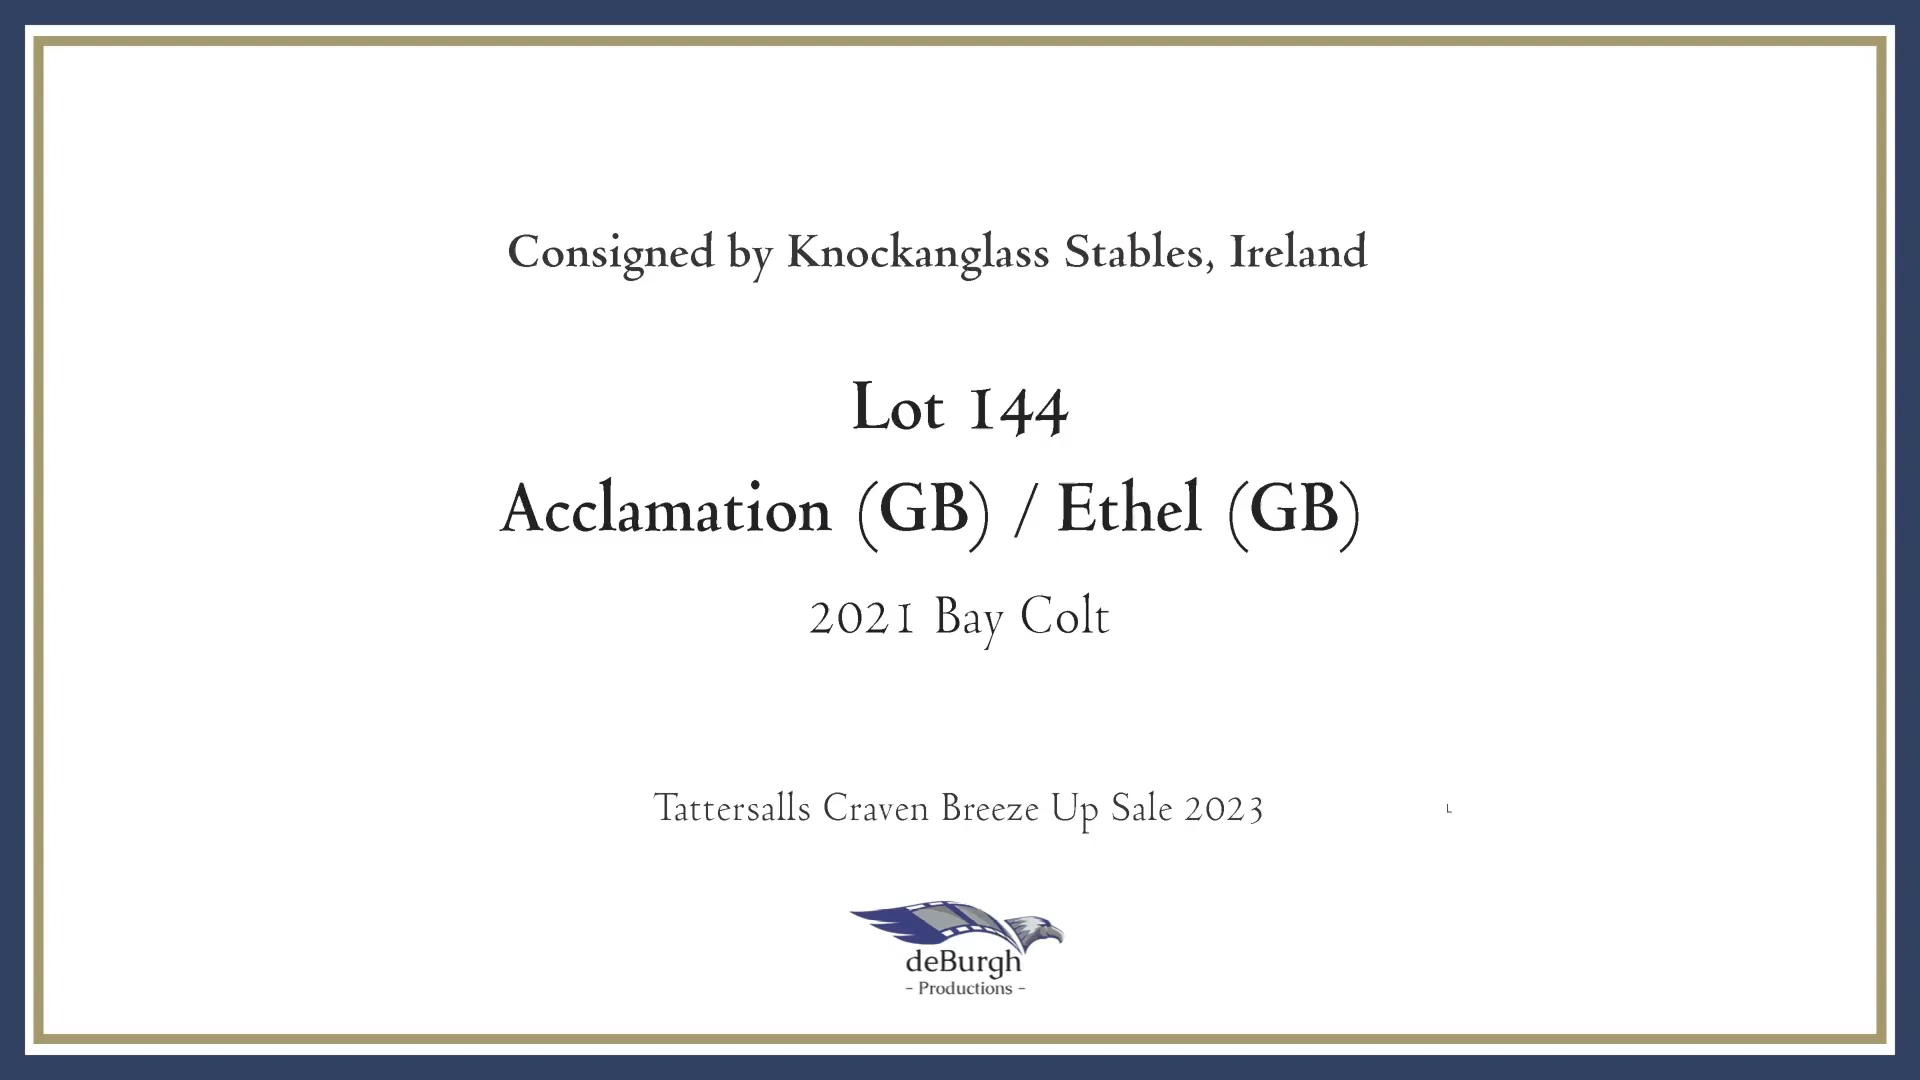 Consigned by Knockanglass Stables, Ireland
Lot 144
Acclamation (GB) / Ethel (GB)
2021 Bay Colt
Tattersalls Craven Breeze Up Sale 2023
deBurgh
- Productions -